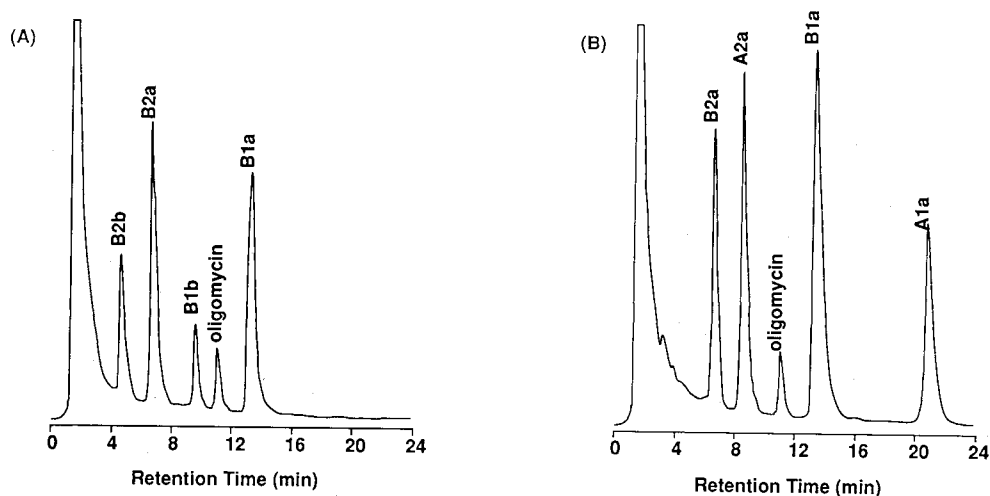 (A)
B2b
B2a
B1b
oligomycin
B1a
0 4 8 12 16 20 24
Retention Time (min)
(B)
B2a
A2a
oligomycin
B1a
A1a
0 4 8 12 16 20 24
Retention Time (min)